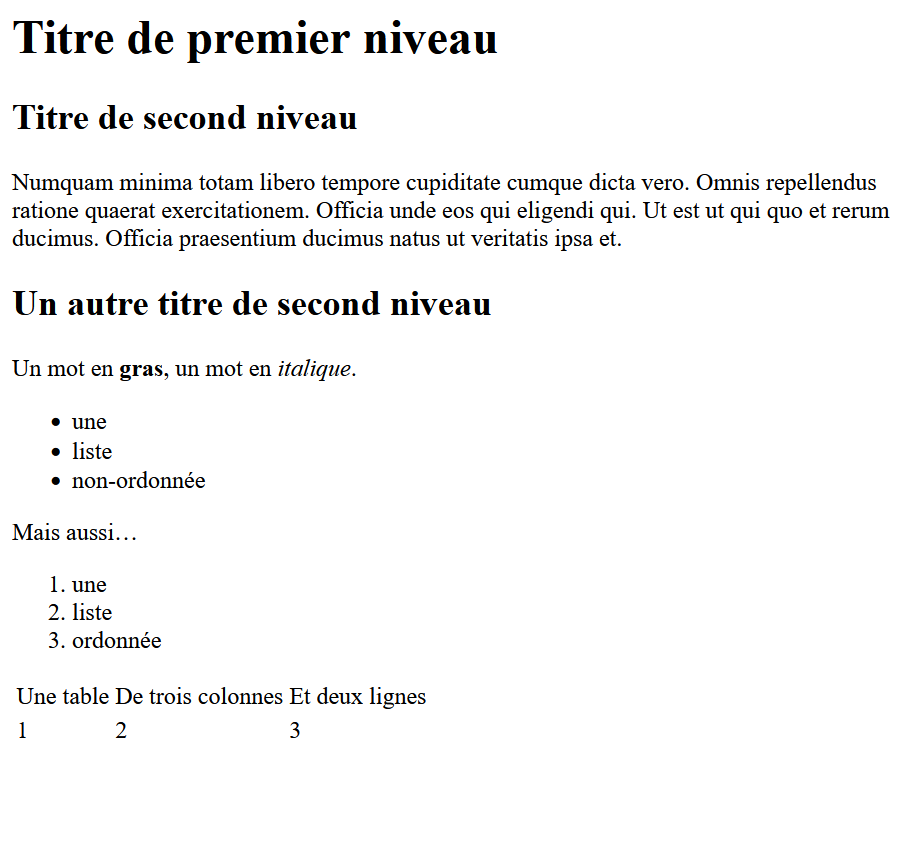 Titre de premier niveau
Titre de second niveau
Numquam minima totam libero tempore cupiditate cumque dicta vero. Omnis repellendus
ratione quaerat exercitationem. Officia unde eos qui eligendi qui. Ut est ut qui quo et rerum
ducimus. Officia praesentium ducimus natus ut veritatis ipsa et.
Un autre titre de second niveau
Un mot en gras, un mot en italique.
• une
• liste
• non-ordonnée
Mais aussi…
1. une
2. liste
3. ordonnée
Une table De trois colonnes Et deux lignes
1 2 3